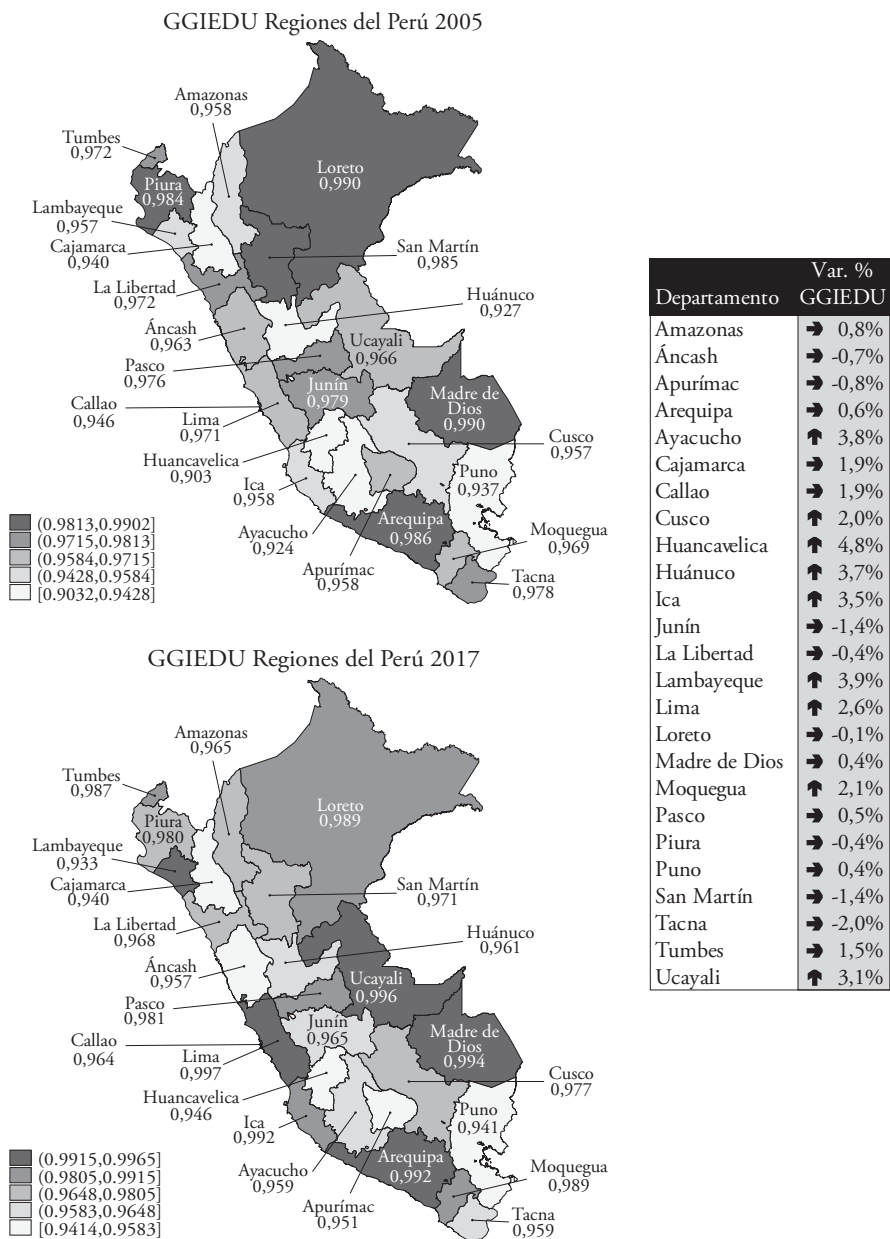 GGIEDU Regiones del Perú 2005
Amazonas
0,958
Tumbes
0,972
Loreto
0,990
Piura
0,984
Lambayeque
0,957
Cajamarca
0,940
San Martín
0,985
La Libertad
0,972
Huánuco
0,927
Áncash
0,963
Ucayali
0,966
Pasco
0,976
Junín
0,979
Madre de
Dios
0,990
Callao
0,946
Lima
0,971
Cusco
0,957
Huancavelica
0,903
Puno
0,937
Ica
0,958
Arequipa
0,986
Ayacucho
0,924
Moquegua
0,969
Apurímac
0,958
Tacna
0,978
(0.9813,0.9902]
(0.9715,0.9813]
(0.9584,0.9715]
(0.9428,0.9584]
[0.9032,0.9428]
GGIEDU Regiones del Perú 2017
Amazonas
0,965
Tumbes
0,987
Loreto
0,989
Piura
0,980
Lambayeque
0,933
Cajamarca
0,940
San Martín
0,971
La Libertad
0,968
Huánuco
0,961
Áncash
0,957
Ucayali
0,996
Pasco
0,981
Junín
0,965
Madre de
Dios
0,994
Callao
0,964
Lima
0,997
Cusco
0,977
Huancavelica
0,946
Puno
0,941
Ica
0,992
Arequipa
0,992
Ayacucho
0,959
Moquegua
0,989
Apurímac
0,951
Tacna
0,959
(0.9915,0.9965]
(0.9805,0.9915]
(0.9648,0.9805]
(0.9583,0.9648]
[0.9414,0.9583]
Var. %
Departamento GGIEDU
Amazonas 0,8%
Áncash -0,7%
Apurímac -0,8%
Arequipa 0,6%
Ayacucho 3,8%
Cajamarca 1,9%
Callao 1,9%
Cusco 2,0%
Huancavelica 4,8%
Huánuco 3,7%
Ica 3,5%
Junín -1,4%
La Libertad -0,4%
Lambayeque 3,9%
Lima 2,6%
Loreto -0,1%
Madre de Dios 0,4%
Moquegua 2,1%
Pasco 0,5%
Piura -0,4%
Puno 0,4%
San Martín -1,4%
Tacna -2,0%
Tumbes 1,5%
Ucayali 3,1%